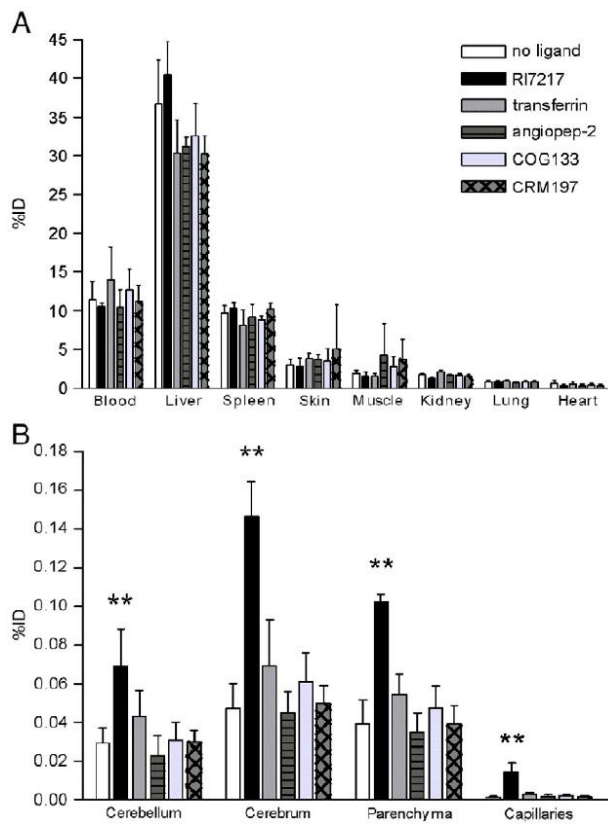 A
45
40
35
30
25
20
15
10
5
0
%ID
no ligand
RI7217
transferrin
angiopep-2
COG133
CRM197
Blood Liver Spleen Skin Muscle Kidney Lung Heart
B
0.18
0.16
0.14
0.12
0.10
0.08
0.06
0.04
0.02
0.00
%ID
**
**
**
**
Cerebellum Cerebrum Parenchyma Capillaries